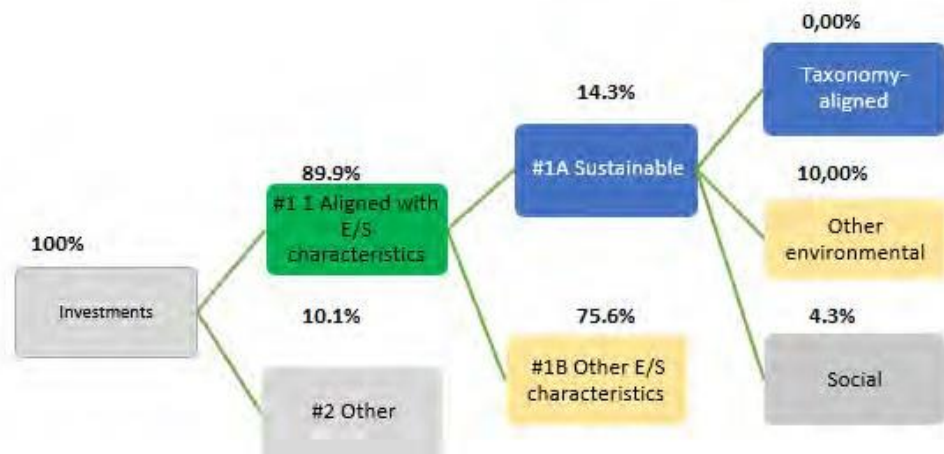 0,00%
Taxonomy-
aligned
14.3%
#1A Sustainable
89.9%
#1 1 Aligned with
E/S
characteristics
10,00%
Other
environmental
100%
Investments
10.1%
#2 Other
75.6%
#1B Other E/S
characteristics
4.3%
Social